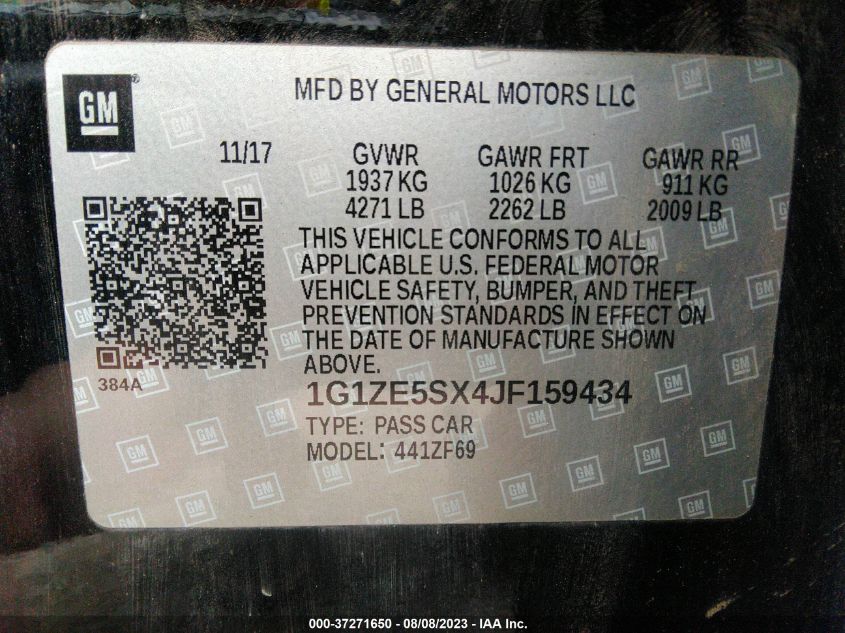 GM
MFD BY GENERAL MOTORS LLC
11/17 GVWR GAWR FRT GAWR RR
1937 KG 1026 KG 911 KG
4271 LB 2262 LB 2009 LB
THIS VEHICLE CONFORMS TO ALL
APPLICABLE U.S. FEDERAL MOTOR
VEHICLE SAFETY, BUMPER, AND THEFT
PREVENTION STANDARDS IN EFFECT ON
THE DATE OF MANUFACTURE SHOWN
ABOVE.
384A
1G1ZE5SX4JF159434
TYPE: PASS CAR
MODEL: 441ZF69
000-37271650 - 08/08/2023 - IAA Inc.